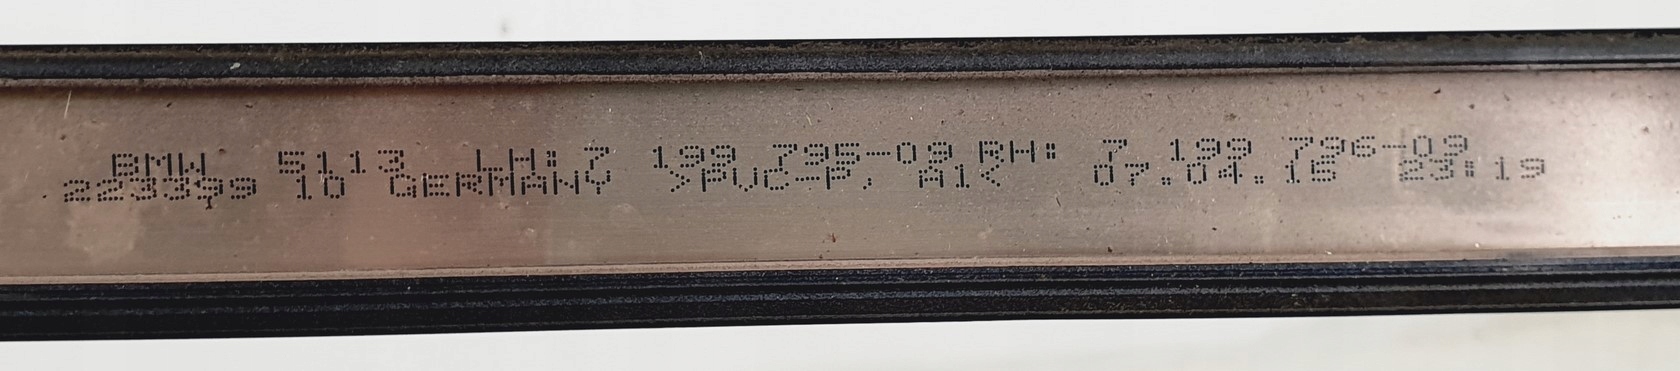 BMW 5113 LH: 7 199 795-09 RH: 7 199 796-09
223399 10 GERMANY >PVC-P, A1< 07.04.16 23:19